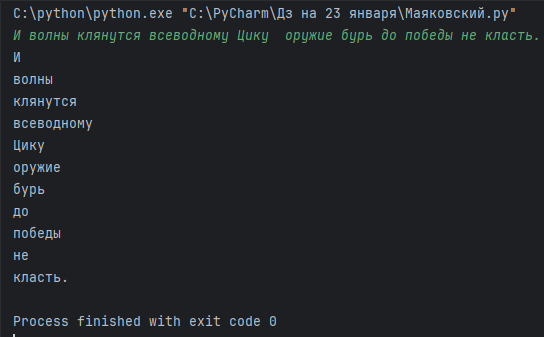 C:\python\python.exe "C:\PyCharm\Дз на 23 января\Маяковский.py"
И волны клянутся всеводному Цику  оружие бурь до победы не класть.
И
волны
клянутся
всеводному
Цику
оружие
бурь
до
победы
не
класть.
Process finished with exit code 0